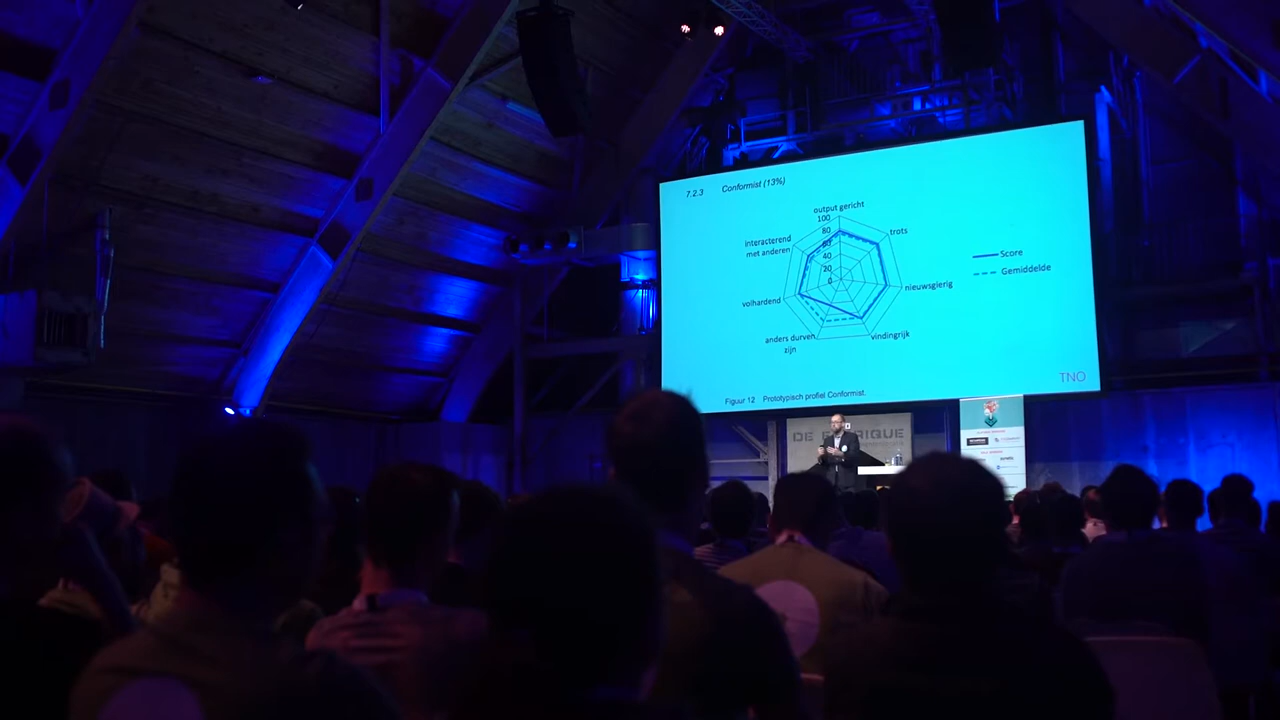 7.2.3 Conformist (13%)
output gericht
100
80
60
40
20
0
trots
nieuwsgierig
vindingrijk
anders durven
zijn
volhardend
interacterend
met anderen
Score
Gemiddelde
Figuur 12 Prototypisch profiel Conformist.
TNO
DE